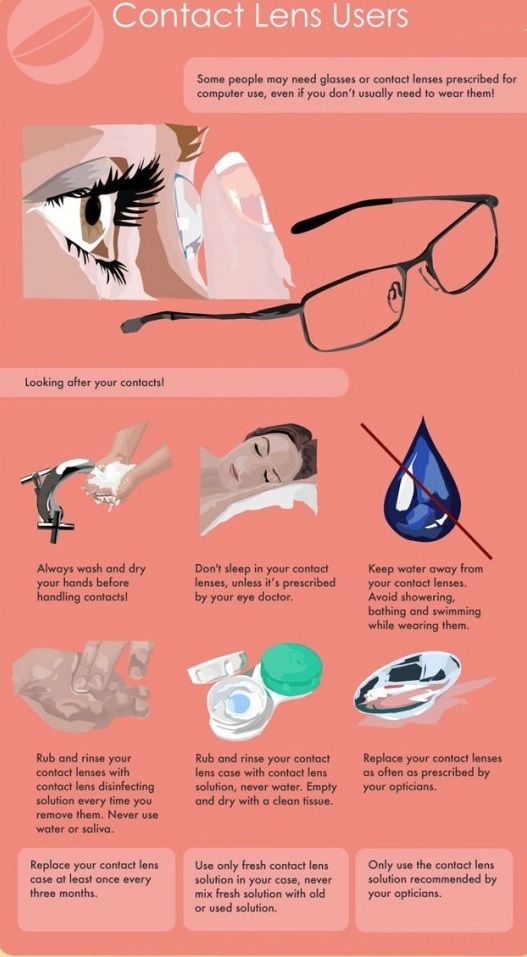 Contact Lens Users
Some people may need glasses or contact lenses prescribed for
computer use, even if you don't usually need to wear them!
Looking after your contacts!
Always wash and dry
your hands before
handling contacts!
Don't sleep in your contact
lenses, unless it's prescribed
by your eye doctor.
Keep water away from
your contact lenses.
Avoid showering,
bathing and swimming
while wearing them.
Rub and rinse your
contact lenses with
contact lens disinfecting
solution every time you
remove them. Never use
water or saliva.
Rub and rinse your contact
lens case with contact lens
solution, never water. Empty
and dry with a clean tissue.
Replace your contact lenses
as often as prescribed by
your opticians.
Replace your contact lens
case at least once every
three months.
Use only fresh contact lens
solution in your case, never
mix fresh solution with old
or used solution.
Only use the contact lens
solution recommended by
your opticians.